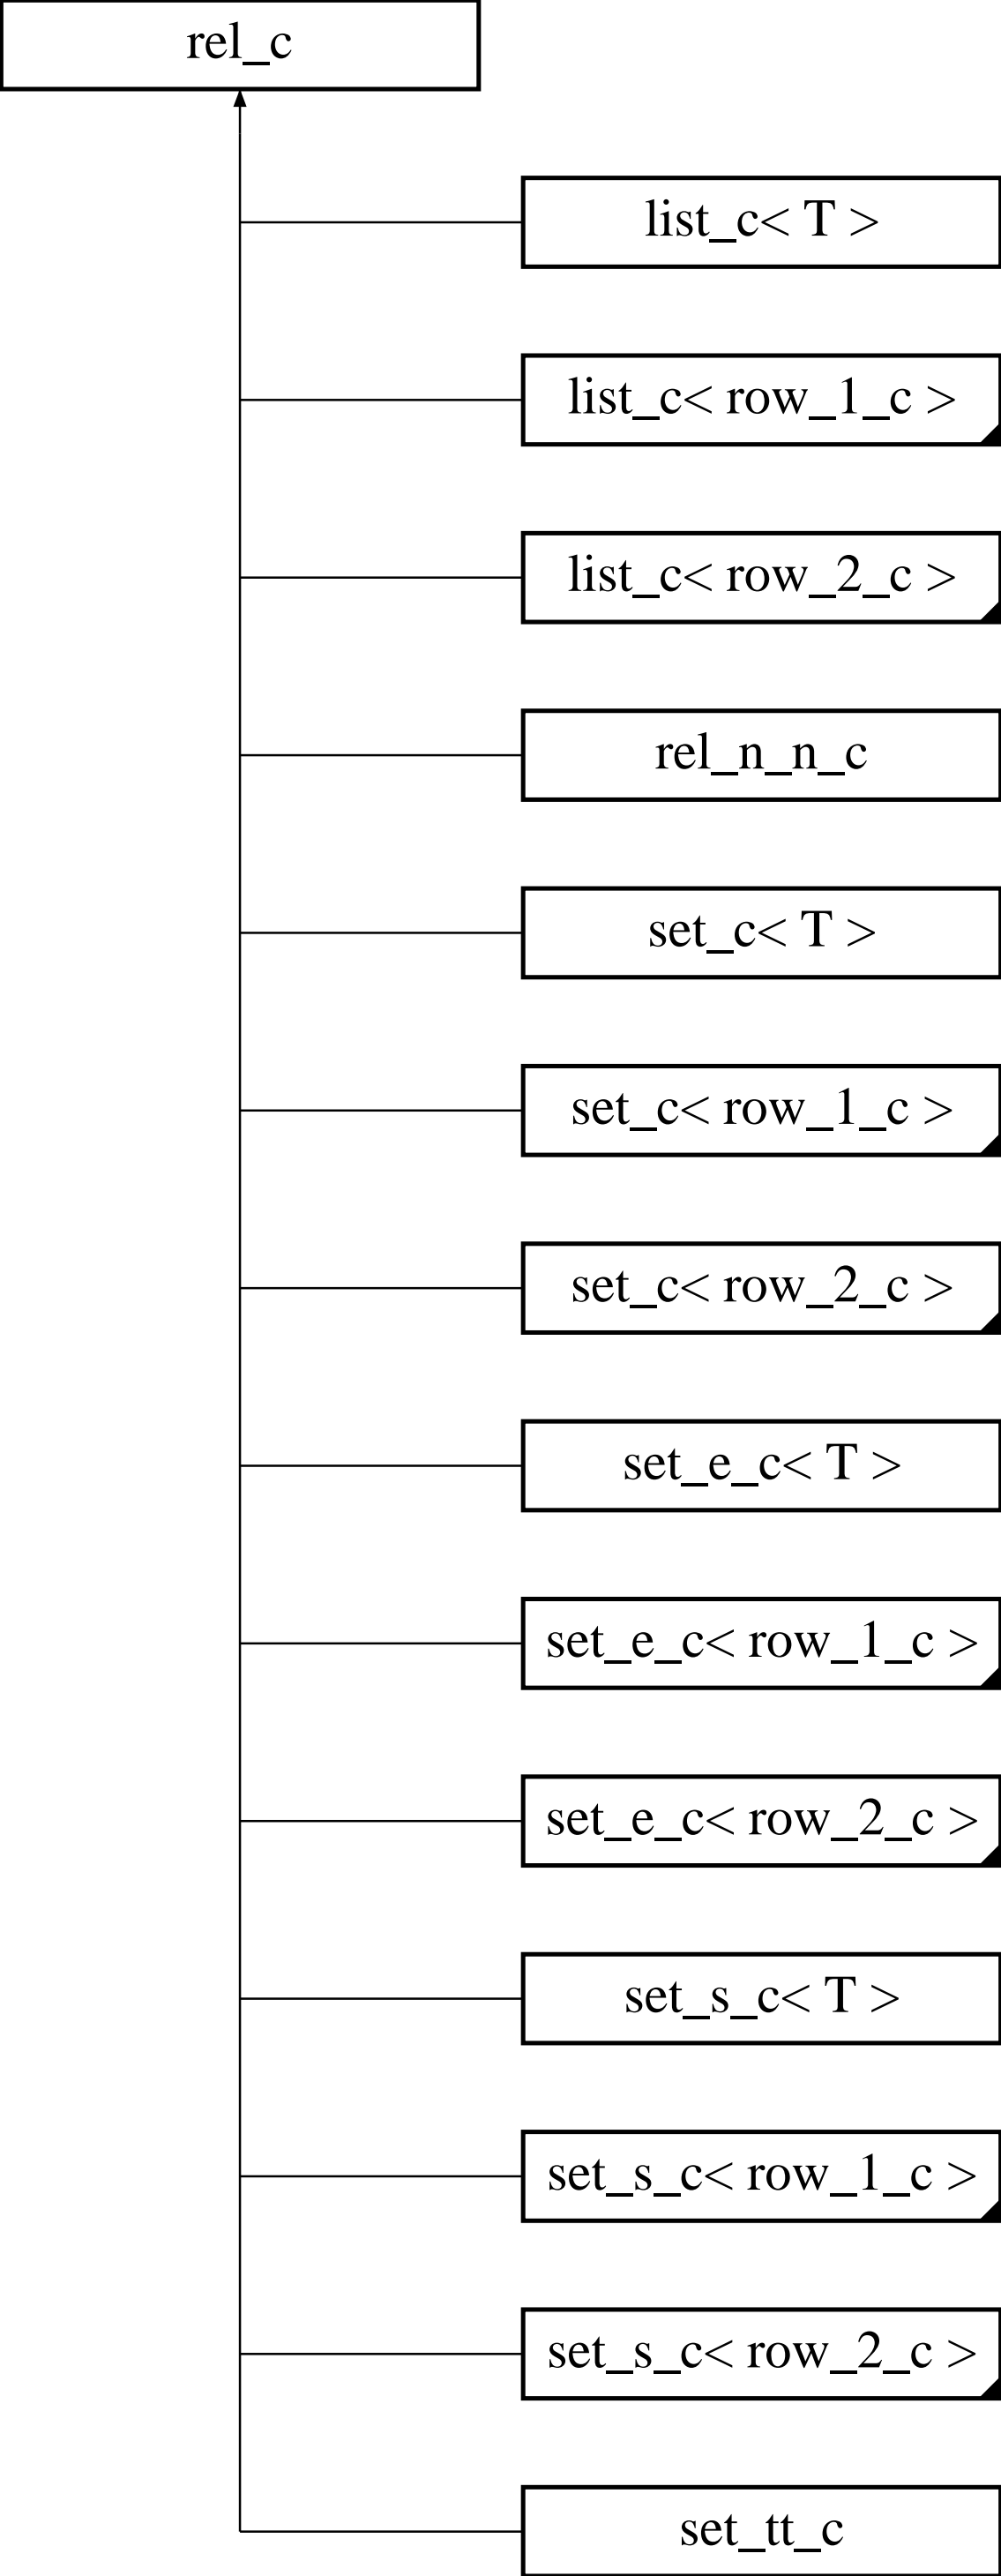 rel_c
list_c< T >
list_c< row_1_c >
list_c< row_2_c >
rel_n_n_c
set_c< T >
set_c< row_1_c >
set_c< row_2_c >
set_e_c< T >
set_e_c< row_1_c >
set_e_c< row_2_c >
set_s_c< T >
set_s_c< row_1_c >
set_s_c< row_2_c >
set_tt_c